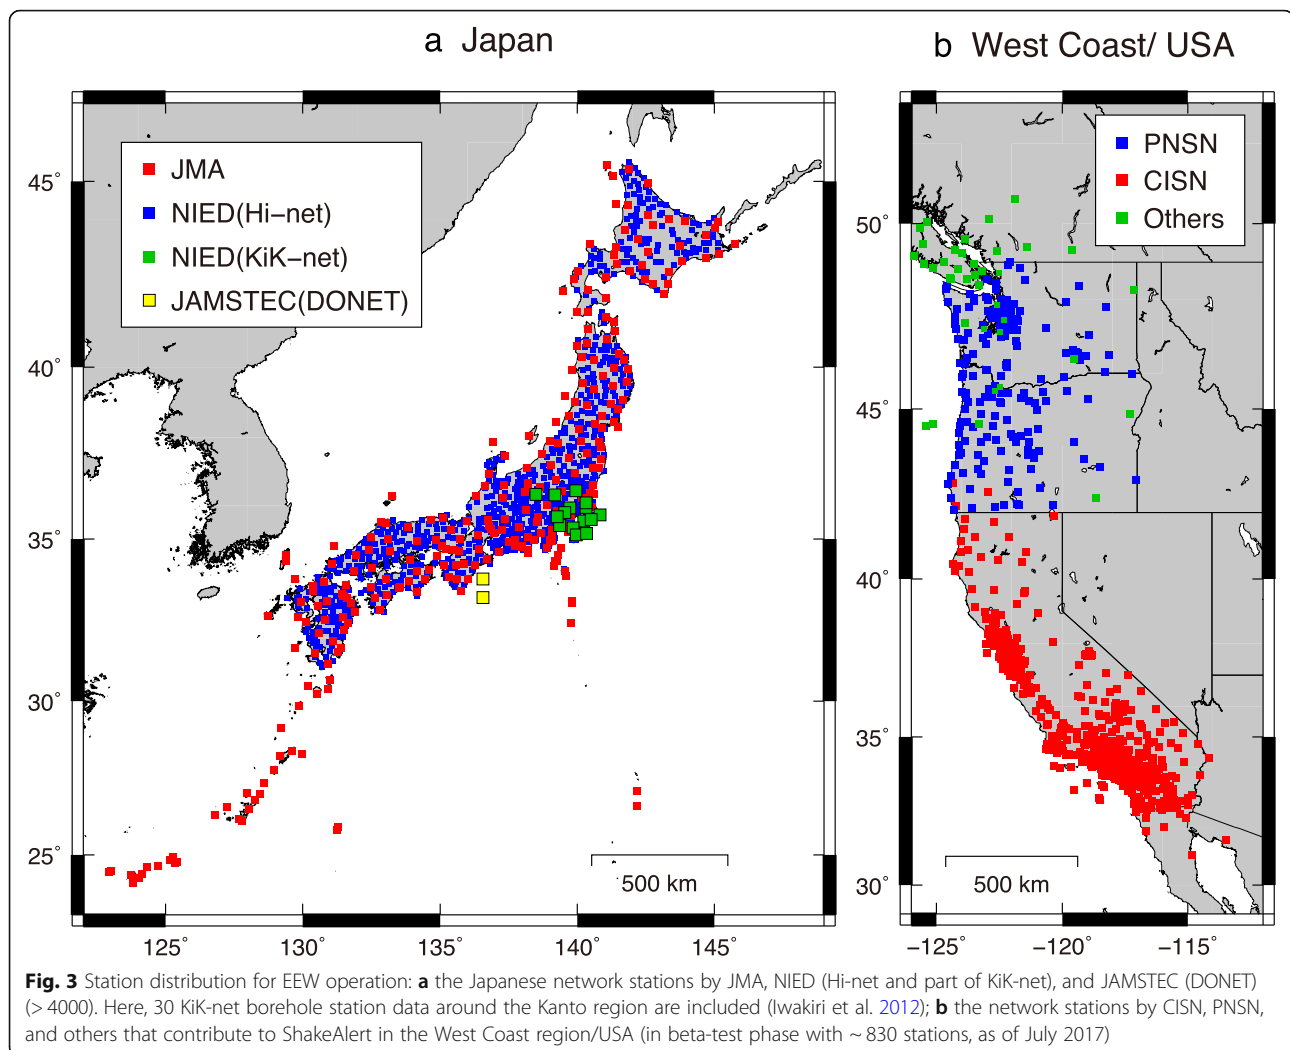 a Japan
JMA
NIED(Hi−net)
NIED(KiK−net)
JAMSTEC(DONET)
45°
40°
35°
30°
25°
500 km
125°
130°
135°
140°
145°
b West Coast/ USA
PNSN
CISN
Others
50°
45°
40°
35°
30°
500 km
−125°
−120°
−115°
Fig. 3 Station distribution for EEW operation: a the Japanese network stations by JMA, NIED (Hi-net and part of KiK-net), and JAMSTEC (DONET)
(> 4000). Here, 30 KiK-net borehole station data around the Kanto region are included (Iwakiri et al. 2012); b the network stations by CISN, PNSN,
and others that contribute to ShakeAlert in the West Coast region/USA (in beta-test phase with ~ 830 stations, as of July 2017)